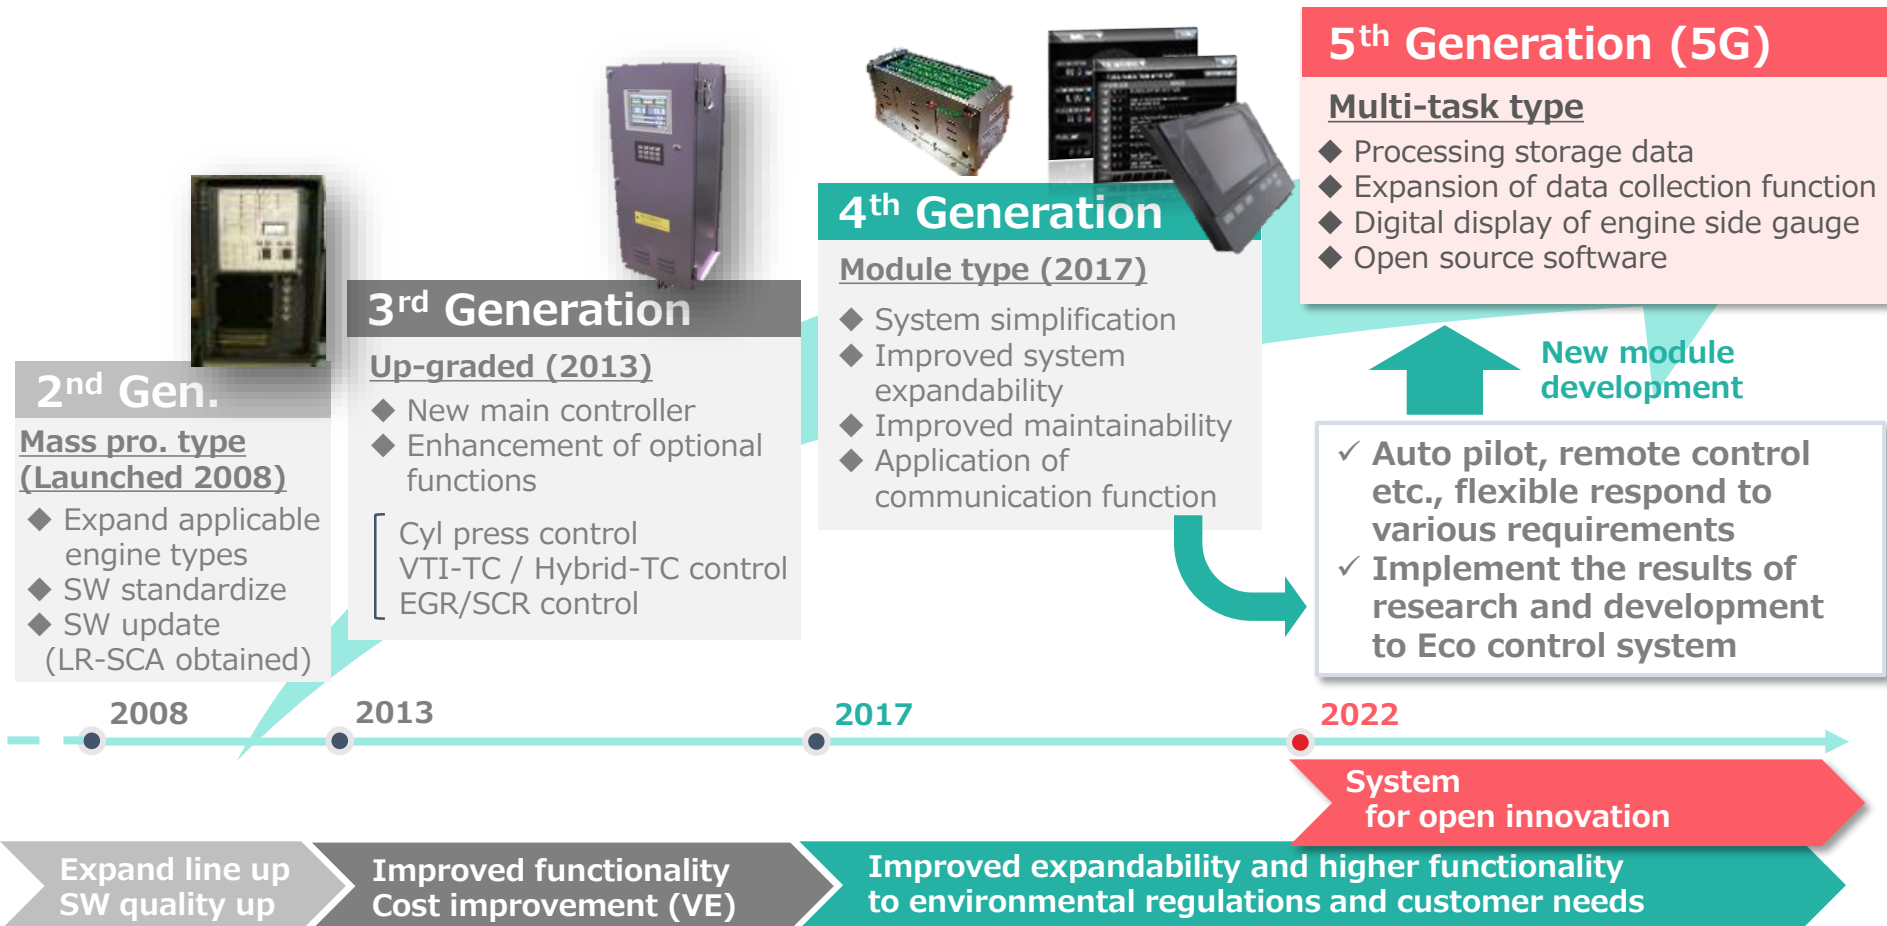 2nd Gen.
Mass pro. type
(Launched 2008)
◆ Expand applicable
engine types
◆ SW standardize
◆ SW update
(LR-SCA obtained)
3rd Generation
Up-graded (2013)
◆ New main controller
◆ Enhancement of optional
functions
Cyl press control
VTI-TC / Hybrid-TC control
EGR/SCR control
4th Generation
Module type (2017)
◆ System simplification
◆ Improved system
expandability
◆ Improved maintainability
◆ Application of
communication function
5th Generation (5G)
Multi-task type
◆ Processing storage data
◆ Expansion of data collection function
◆ Digital display of engine side gauge
◆ Open source software
New module
development
✓ Auto pilot, remote control
etc., flexible respond to
various requirements
✓ Implement the results of
research and development
to Eco control system
2008
2013
2017
2022
System
for open innovation
Expand line up
SW quality up
Improved functionality
Cost improvement (VE)
Improved expandability and higher functionality
to environmental regulations and customer needs